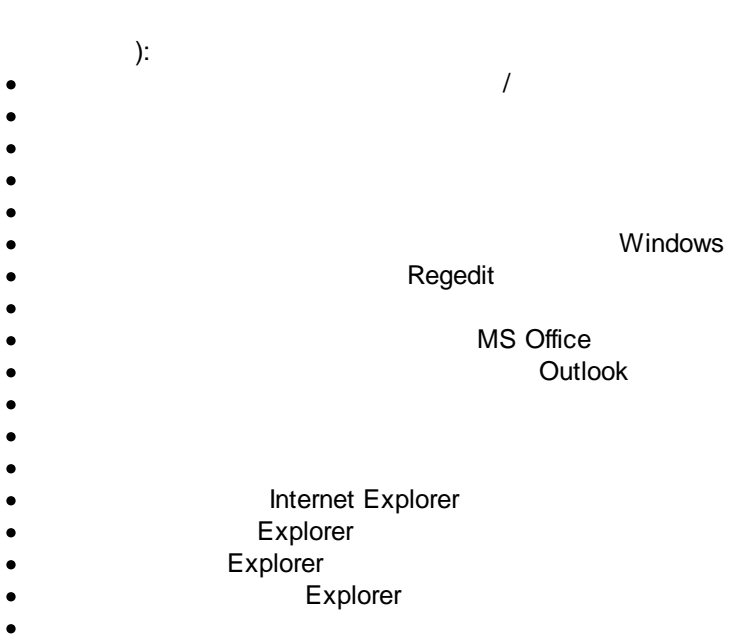 ):
• /
•
•
•
•
• Windows
• Regedit
•
• MS Office
• Outlook
•
•
•
• Internet Explorer
• Explorer
• Explorer
• Explorer
•